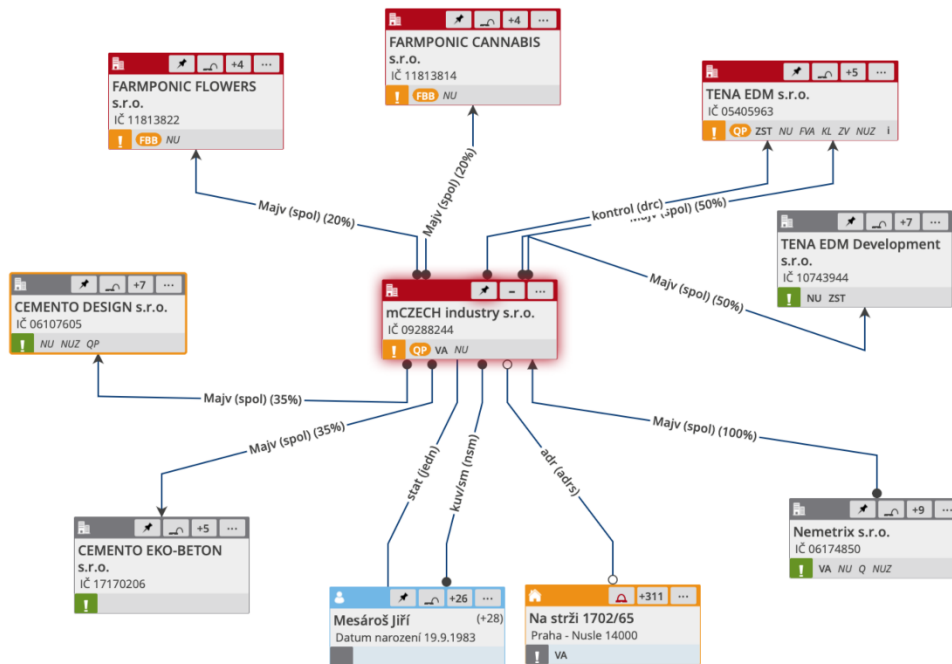 +4
FARMPONIC CANNABIS
s.r.o.
IČ 11813814
! FBB NU
+4
FARMPONIC FLOWERS
s.r.o.
IČ 11813822
! FBB NU
+5
TENA EDM s.r.o.
IČ 05405963
! QP ZST NU FVA KL ZV NUZ i
Majv (spol) (20%)
Majv (spol) (20%)
kontrol (drc)
Majv (spol) (50%)
+7
TENA EDM Development
s.r.o.
IČ 10743944
! NU ZST
Majv (spol) (50%)
+7
CEMENTO DESIGN s.r.o.
IČ 06107605
! NU NUZ QP
mCZECH industry s.r.o.
IČ 09288244
! QP VA NU
Majv (spol) (35%)
Majv (spol) (35%)
stat (jedn)
kuv/sm (nsm)
adr (adrs)
Majv (spol) (100%)
+5
CEMENTO EKO-BETON
s.r.o.
IČ 17170206
!
+9
Nemetrix s.r.o.
IČ 06174850
! VA NU Q NUZ
+26
Mesároš Jiří (+28)
Datum narození 19.9.1983
+311
Na strži 1702/65
Praha - Nusle 14000
! VA